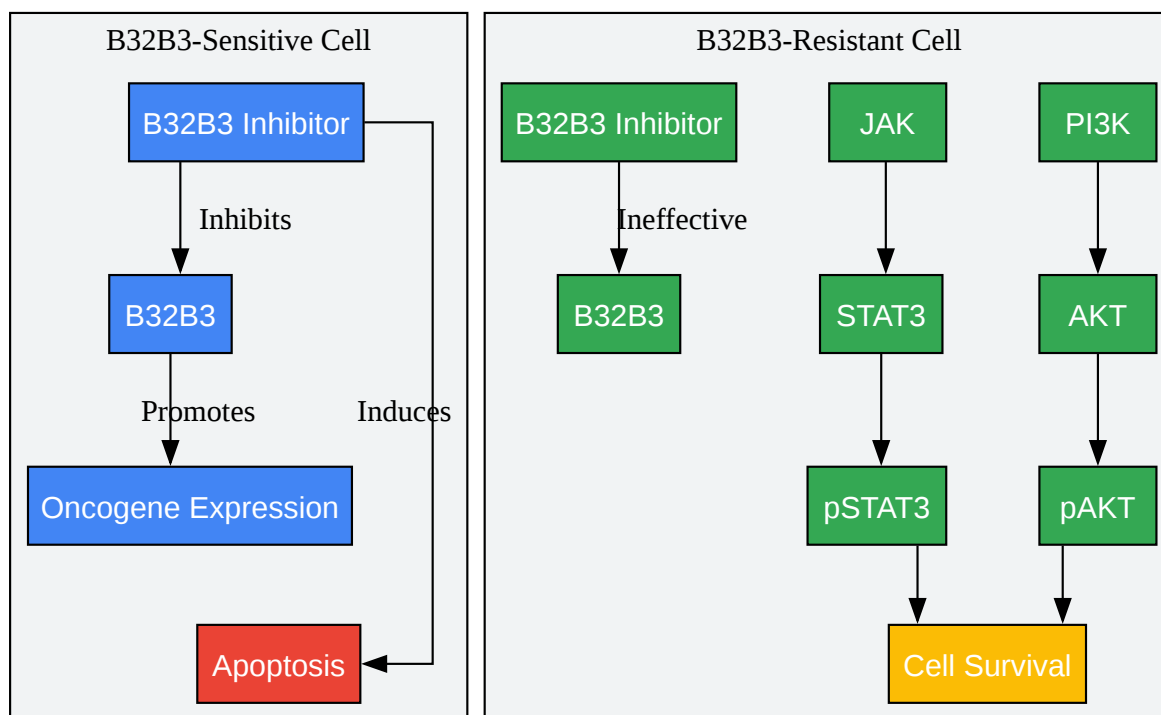 B32B3-Sensitive Cell
B32B3 Inhibitor
Inhibits
B32B3
Promotes
Induces
Oncogene Expression
Apoptosis
B32B3-Resistant Cell
B32B3 Inhibitor
JAK
PI3K
Ineffective
B32B3
STAT3
AKT
pSTAT3
pAKT
Cell Survival